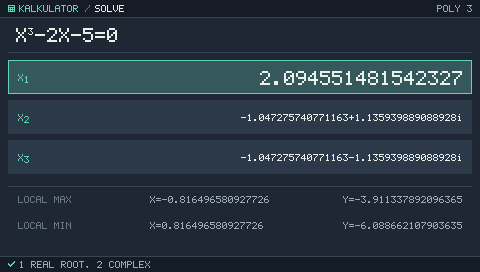 KALKULATOR / SOLVE POLY 3
X³-2X-5=0
X₁ 2.094551481542327
X₂ -1.047275740771163+1.135939889088928i
X₃ -1.047275740771163-1.135939889088928i
LOCAL MAX X=-0.816496580927726 Y=-3.911337892096365
LOCAL MIN X=0.816496580927726 Y=-6.088662107903635
1 REAL ROOT, 2 COMPLEX